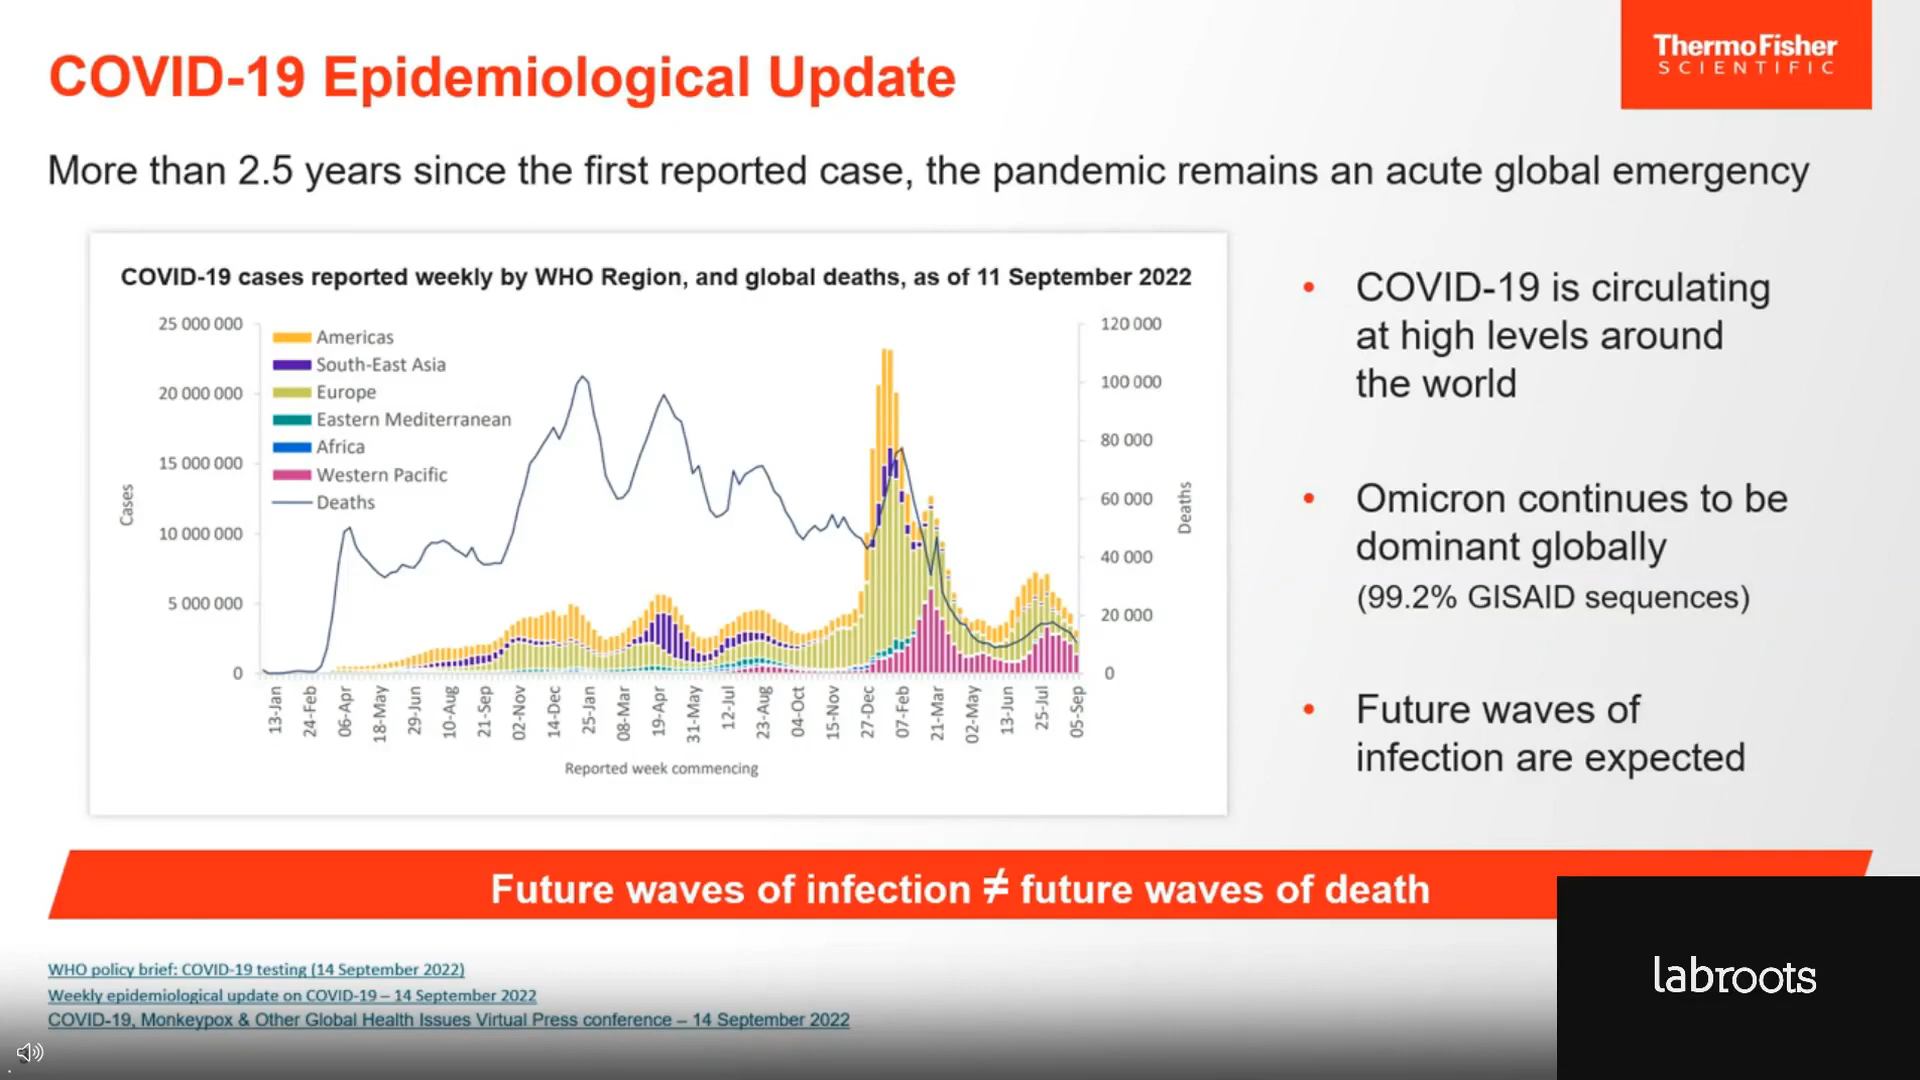 COVID-19 Epidemiological Update
ThermoFisher
SCIENTIFIC
More than 2.5 years since the first reported case, the pandemic remains an acute global emergency
COVID-19 cases reported weekly by WHO Region, and global deaths, as of 11 September 2022
25 000 000
20 000 000
15 000 000
10 000 000
5 000 000
0
Cases
Americas
South-East Asia
Europe
Eastern Mediterranean
Africa
Western Pacific
Deaths
120 000
100 000
80 000
60 000
40 000
20 000
0
Deaths
13-Jan
24-Feb
06-Apr
18-May
29-Jun
10-Aug
21-Sep
02-Nov
14-Dec
25-Jan
08-Mar
19-Apr
31-May
12-Jul
23-Aug
04-Oct
15-Nov
27-Dec
07-Feb
21-Mar
02-May
13-Jun
25-Jul
05-Sep
Reported week commencing
• COVID-19 is circulating
at high levels around
the world
• Omicron continues to be
dominant globally
(99.2% GISAID sequences)
• Future waves of
infection are expected
Future waves of infection ≠ future waves of death
WHO policy brief: COVID-19 testing (14 September 2022)
Weekly epidemiological update on COVID-19 – 14 September 2022
COVID-19, Monkeypox & Other Global Health Issues Virtual Press conference – 14 September 2022
labroots